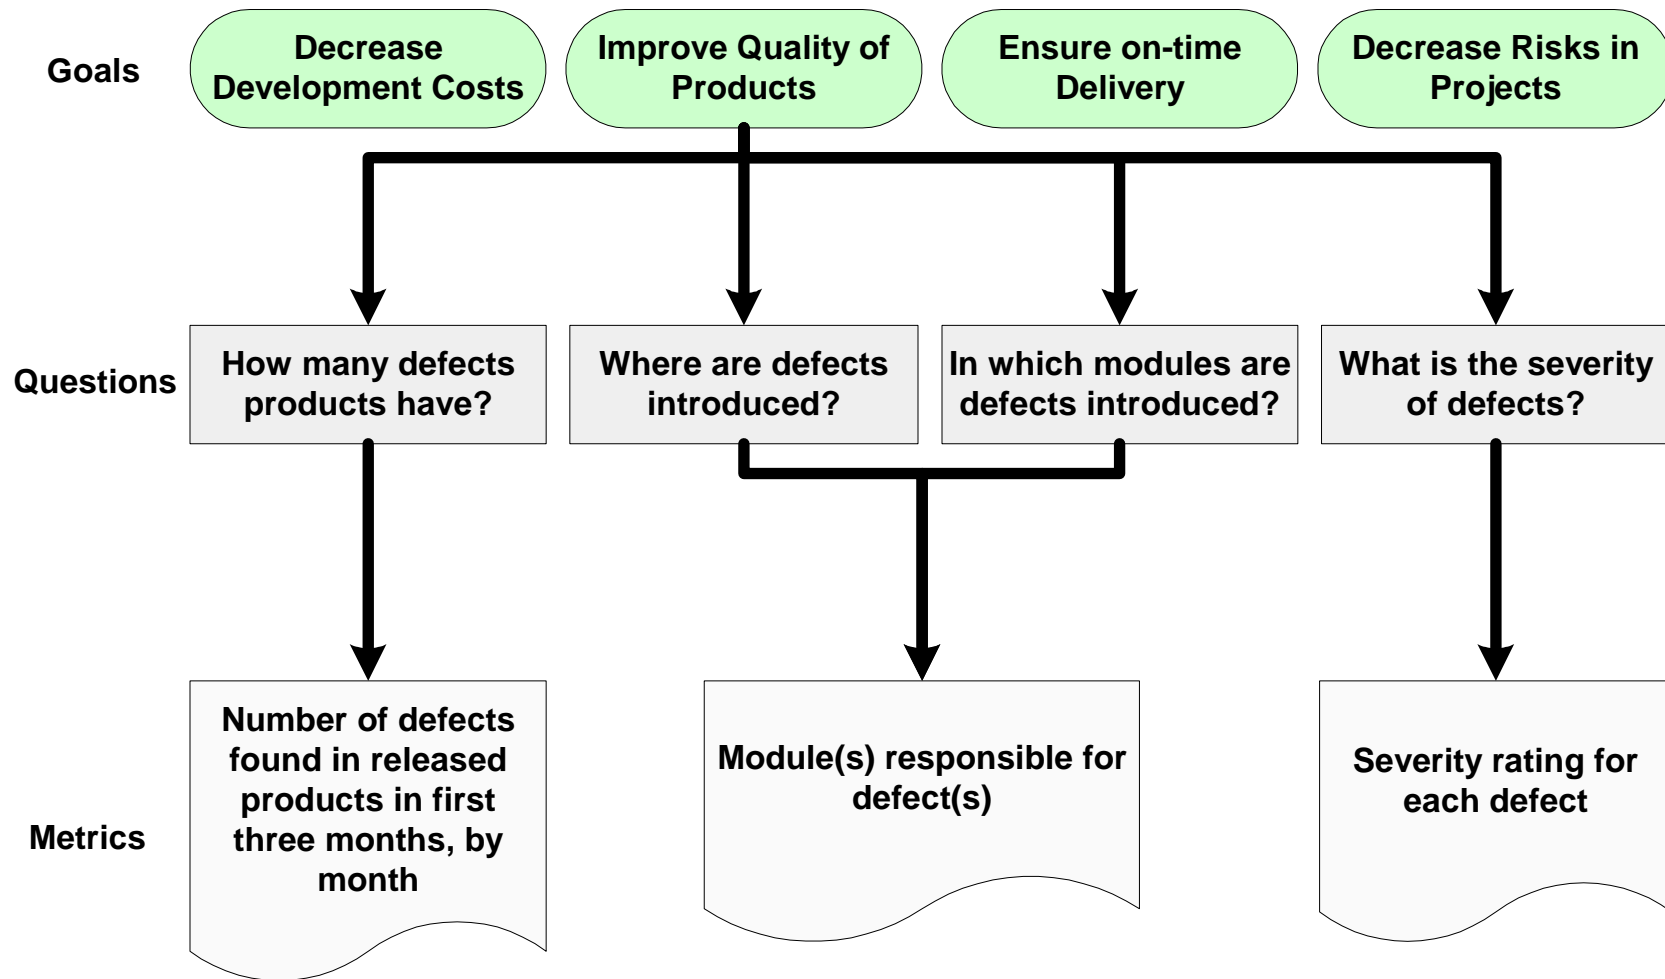 Goals
Decrease
Development Costs
Improve Quality of
Products
Ensure on-time
Delivery
Decrease Risks in
Projects
Questions
How many defects
products have?
Where are defects
introduced?
In which modules are
defects introduced?
What is the severity
of defects?
Metrics
Number of defects
found in released
products in first
three months, by
month
Module(s) responsible for
defect(s)
Severity rating for
each defect